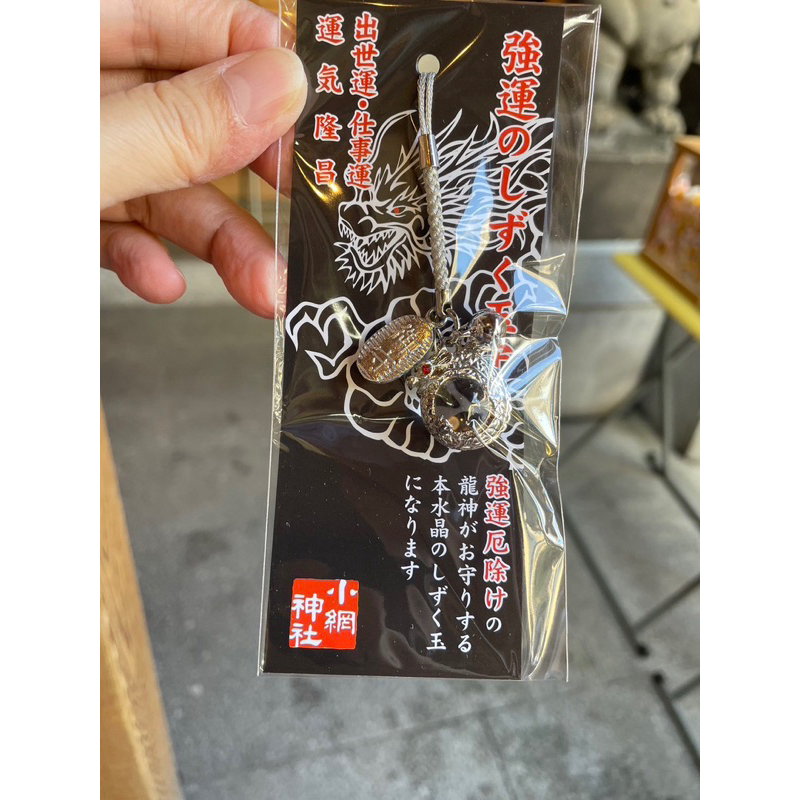 強運のしずく玉
出世運・仕事運
運気隆昌
強運厄除けの
龍神がお守りする
本水晶のしずく玉
になります
小網
神社